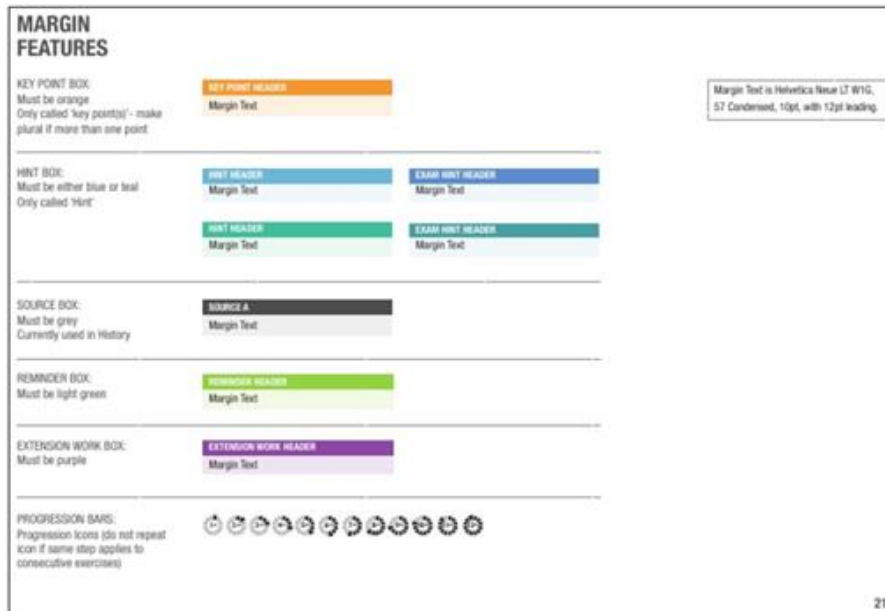 MARGIN
FEATURES
KEY POINT BOX:
Must be orange
Only called 'key point(s)'- make
plural if more than one point
KEY POINT HEADER
Margin Text
Margin Text is Helvetica Neue LT W1G,
57 Condensed, 10pt, with 12pt leading.
HINT BOX:
Must be either blue or teal
Only called 'Hint'
HINT HEADER
Margin Text
EXAM HINT HEADER
Margin Text
HINT HEADER
Margin Text
EXAM HINT HEADER
Margin Text
SOURCE BOX:
Must be grey
Currently used in History
SOURCE A
Margin Text
REMINDER BOX:
Must be light green
REMINDER HEADER
Margin Text
EXTENSION WORK BOX:
Must be purple
EXTENSION WORK HEADER
Margin Text
PROGRESSION BARS:
Progression Icons (do not repeat
icon if same step applies to
consecutive exercises)
21